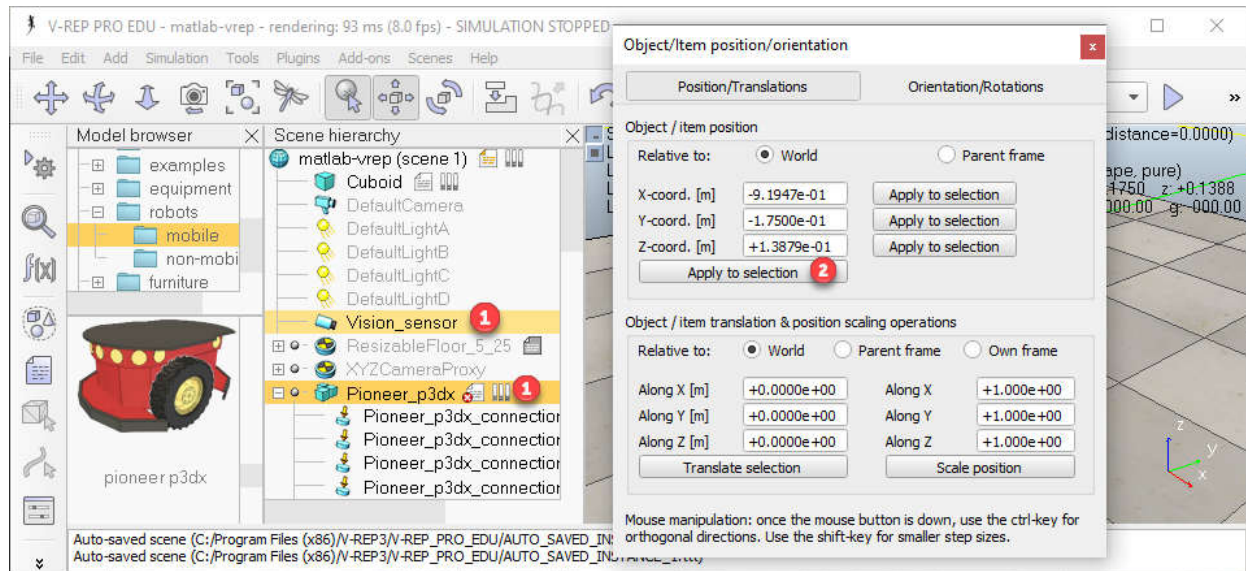 V-REP PRO EDU - matlab-vrep - rendering: 93 ms (8.0 fps) - SIMULATION STOPPED
File Edit Add Simulation Tools Plugins Add-ons Scenes Help
Model browser
examples
equipment
robots
mobile
non-mobi
furniture
pioneer p3dx
Scene hierarchy
matlab-vrep (scene 1)
Cuboid
DefaultCamera
DefaultLightA
DefaultLightB
DefaultLightC
DefaultLightD
Vision_sensor 1
ResizableFloor_5_25
XYZCameraProxy
Pioneer_p3dx 1
Pioneer_p3dx_connection
Pioneer_p3dx_connection
Pioneer_p3dx_connection
Pioneer_p3dx_connection
Object/Item position/orientation
Position/Translations Orientation/Rotations
Object / item position
Relative to: World Parent frame
X-coord. [m] -9.1947e-01 Apply to selection
Y-coord. [m] -1.7500e-01 Apply to selection
Z-coord. [m] +1.3879e-01 Apply to selection
Apply to selection 2
Object / item translation & position scaling operations
Relative to: World Parent frame Own frame
Along X [m] +0.0000e+00 Along X +1.000e+00
Along Y [m] +0.0000e+00 Along Y +1.000e+00
Along Z [m] +0.0000e+00 Along Z +1.000e+00
Translate selection Scale position
Mouse manipulation: once the mouse button is down, use the ctrl-key for
orthogonal directions. Use the shift-key for smaller step sizes.
distance=0.0000)
ape, pure)
.1750 z: +0.1388
000.00 g: -000.00
z
y
x
Auto-saved scene (C:/Program Files (x86)/V-REP3/V-REP_PRO_EDU/AUTO_SAVED_INS
Auto-saved scene (C:/Program Files (x86)/V-REP3/V-REP_PRO_EDU/AUTO_SAVED_INSTANCE_1.ttt)